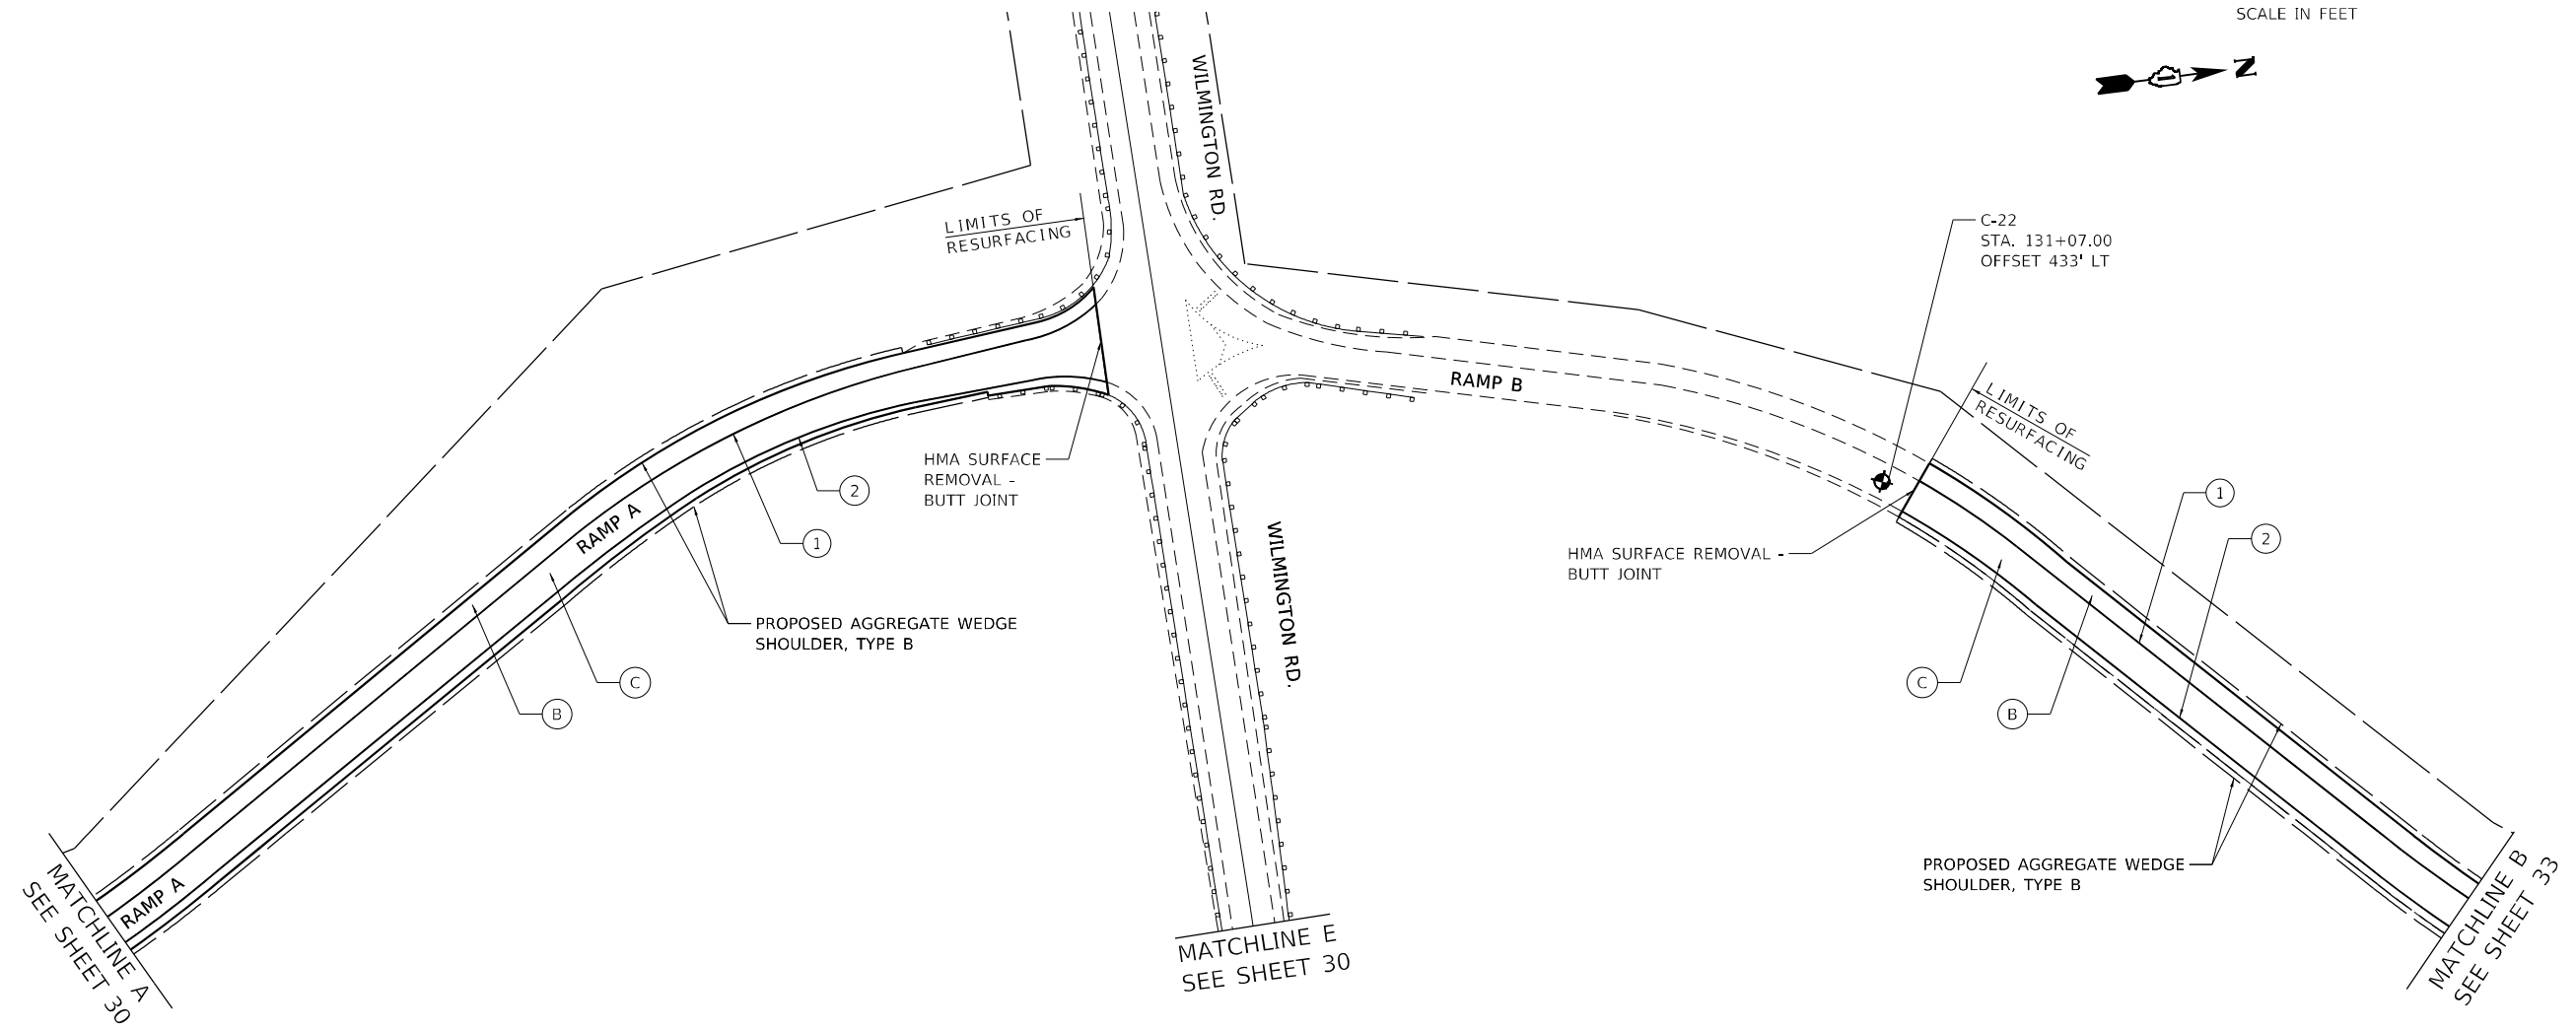 SCALE IN FEET
N
WILMINGTON RD.
LIMITS OF
RESURFACING
C-22
STA. 131+07.00
OFFSET 433' LT
RAMP B
LIMITS OF
RESURFACING
HMA SURFACE
REMOVAL -
BUTT JOINT
2
1
RAMP A
1
2
HMA SURFACE REMOVAL -
BUTT JOINT
WILMINGTON RD.
PROPOSED AGGREGATE WEDGE
SHOULDER, TYPE B
C
B
C
B
PROPOSED AGGREGATE WEDGE
SHOULDER, TYPE B
RAMP A
MATCHLINE A
SEE SHEET 30
MATCHLINE E
SEE SHEET 30
MATCHLINE B
SEE SHEET 33